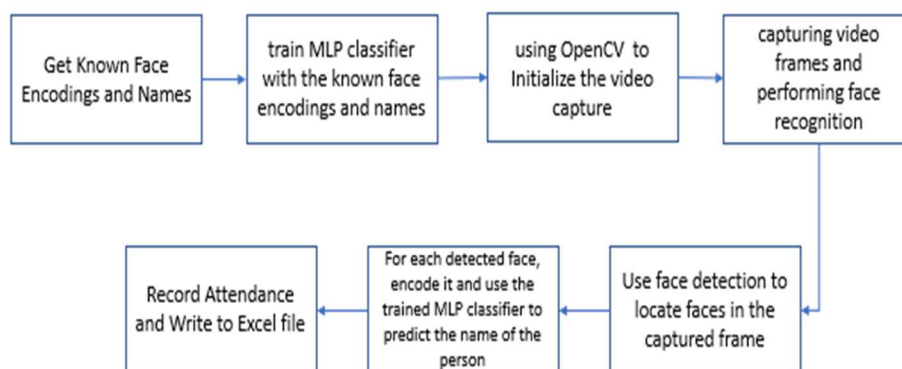 Get Known Face
Encodings and Names
train MLP classifier
with the known face
encodings and names
using OpenCV to
Initialize the video
capture
capturing video
frames and
performing face
recognition
Use face detection to
locate faces in the
captured frame
For each detected face,
encode it and use the
trained MLP classifier to
predict the name of the
person
Record Attendance
and Write to Excel file